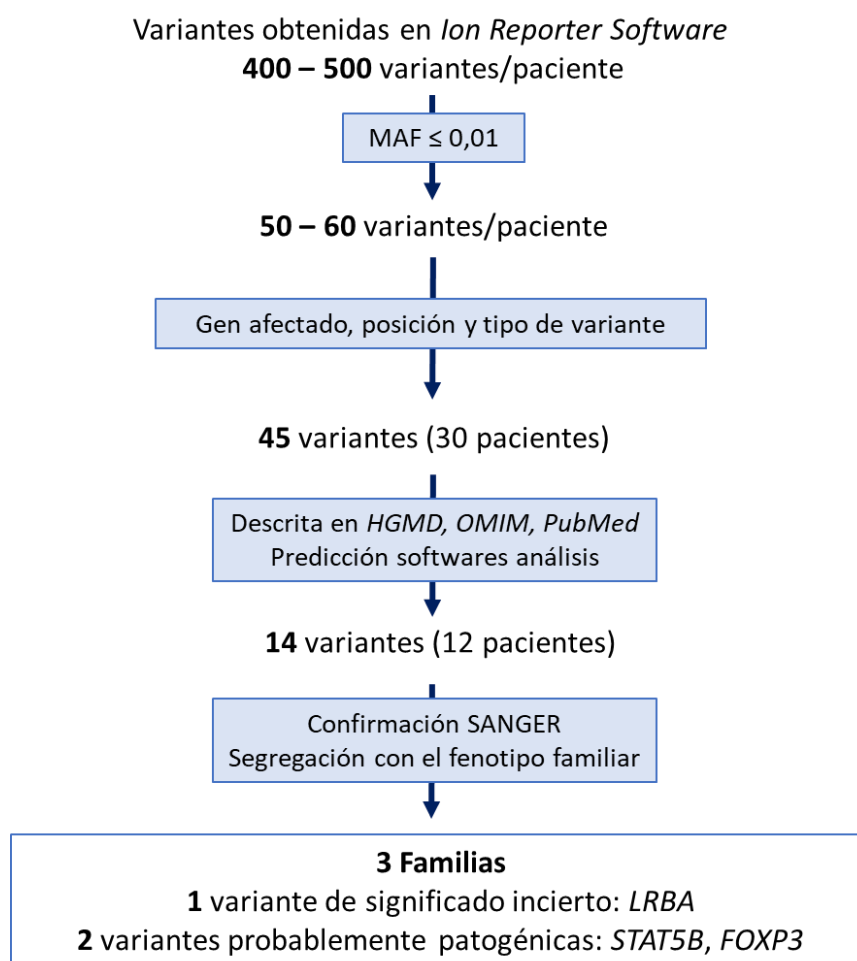 Variantes obtenidas en Ion Reporter Software
400 – 500 variantes/paciente
MAF ≤ 0,01
50 – 60 variantes/paciente
Gen afectado, posición y tipo de variante
45 variantes (30 pacientes)
Descrita en HGMD, OMIM, PubMed
Predicción softwares análisis
14 variantes (12 pacientes)
Confirmación SANGER
Segregación con el fenotipo familiar
3 Familias
1 variante de significado incierto: LRBA
2 variantes probablemente patogénicas: STAT5B, FOXP3